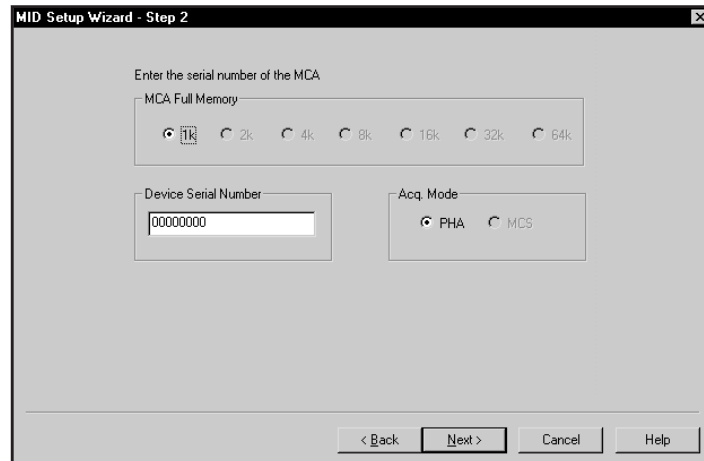 MID Setup Wizard - Step 2
Enter the serial number of the MCA
MCA Full Memory
1k 2k 4k 8k 16k 32k 64k
Device Serial Number Acq. Mode
00000000 PHA MCS
< Back Next > Cancel Help